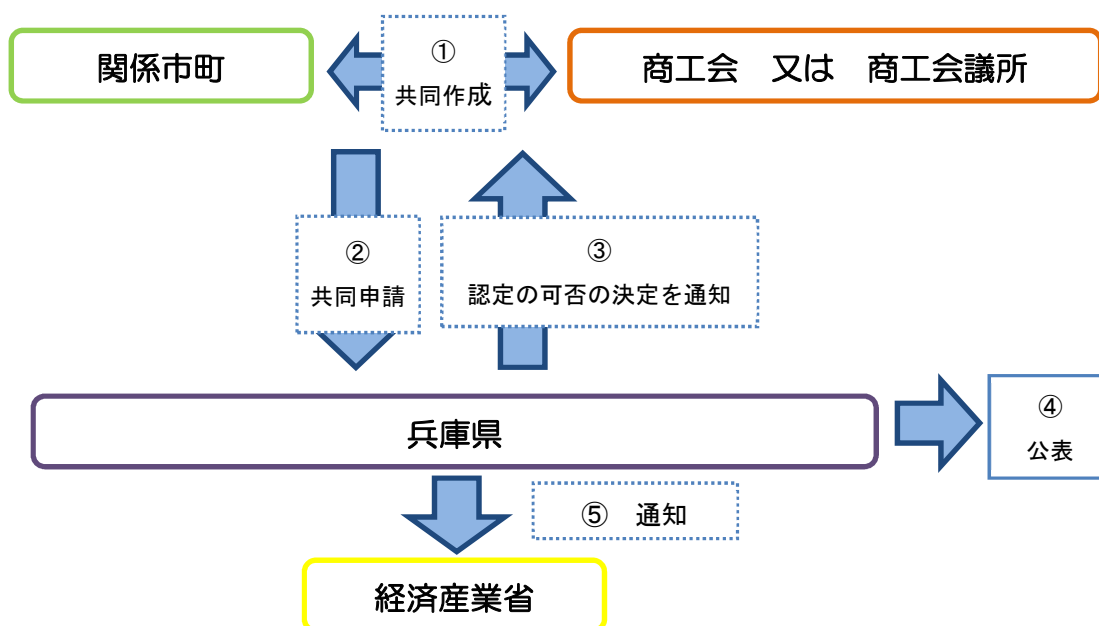 関係市町
①
共同作成
商工会　又は　商工会議所
②
共同申請
③
認定の可否の決定を通知
兵庫県
④
公表
⑤　通知
経済産業省